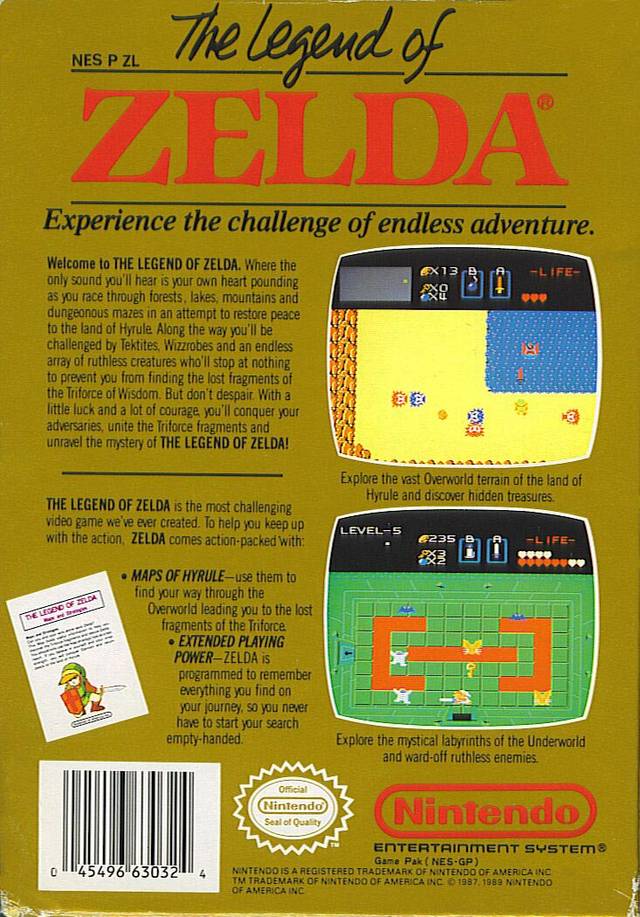 The Legend of
NES P ZL
ZELDA®
Experience the challenge of endless adventure.
Welcome to THE LEGEND OF ZELDA. Where the
only sound you'll hear is your own heart pounding
as you race through forests, lakes, mountains and
dungeonous mazes in an attempt to restore peace
to the land of Hyrule. Along the way you'll be
challenged by Tektites, Wizzrobes and an endless
array of ruthless creatures who'll stop at nothing
to prevent you from finding the lost fragments of
the Triforce of Wisdom. But don't despair. With a
little luck and a lot of courage, you'll conquer your
adversaries, unite the Triforce fragments and
unravel the mystery of THE LEGEND OF ZELDA!
X13 B A -LIFE-
X0
X4
Explore the vast Overworld terrain of the land of
Hyrule and discover hidden treasures.
THE LEGEND OF ZELDA is the most challenging
video game we've ever created. To help you keep up
with the action, ZELDA comes action-packed with:
• MAPS OF HYRULE—use them to
find your way through the
Overworld leading you to the lost
fragments of the Triforce.
• EXTENDED PLAYING
POWER—ZELDA is
programmed to remember
everything you find on
your journey, so you never
have to start your search
empty-handed.
THE LEGEND OF ZELDA
Maps and Strategies
LEVEL-5
235 B A -LIFE-
X3
X2
Explore the mystical labyrinths of the Underworld
and ward-off ruthless enemies.
0 45496 63032 4
Official
Nintendo
Seal of Quality
TM
Nintendo
ENTERTAINMENT SYSTEM®
Game Pak (NES-GP)
NINTENDO IS A REGISTERED TRADEMARK OF NINTENDO OF AMERICA INC.
TM TRADEMARK OF NINTENDO OF AMERICA INC. © 1987, 1989 NINTENDO
OF AMERICA INC.